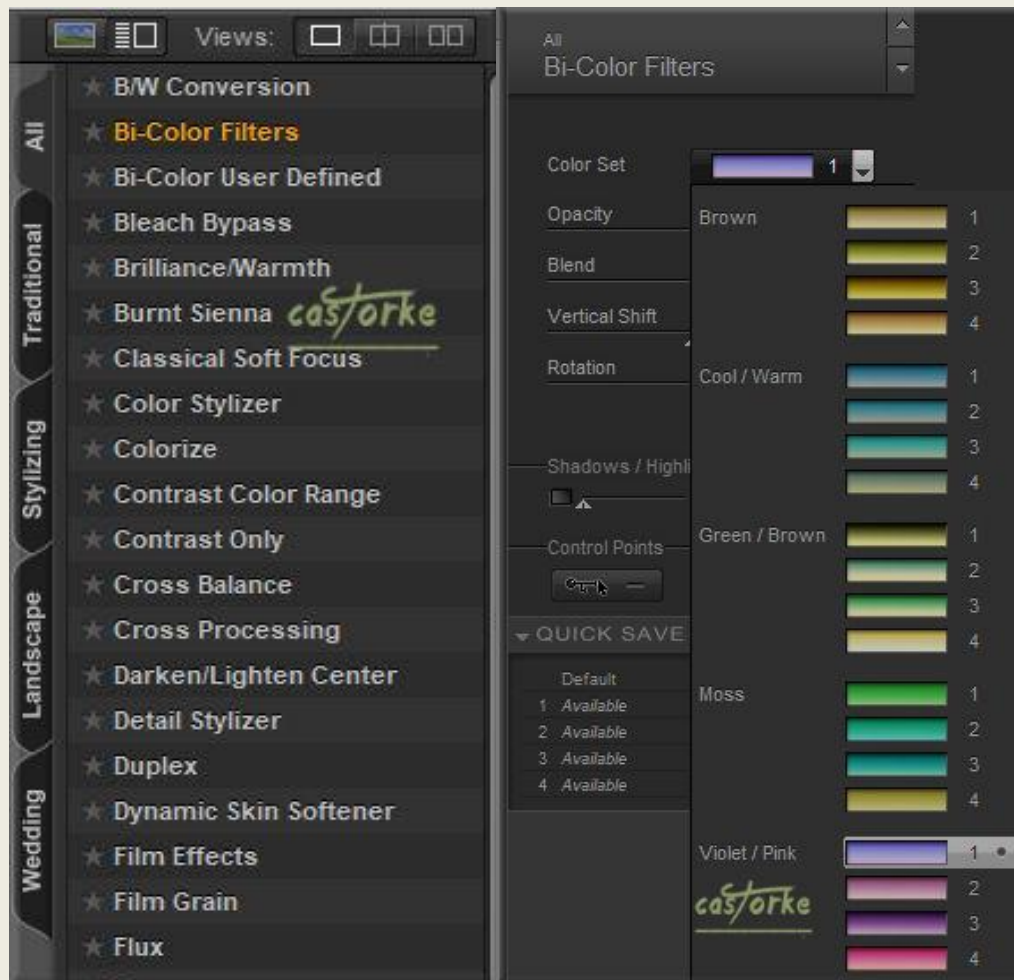 Views:
All
Traditional
Stylizing
Landscape
Wedding
B/W Conversion
Bi-Color Filters
Bi-Color User Defined
Bleach Bypass
Brilliance/Warmth
Burnt Sienna
castorke
Classical Soft Focus
Color Stylizer
Colorize
Contrast Color Range
Contrast Only
Cross Balance
Cross Processing
Darken/Lighten Center
Detail Stylizer
Duplex
Dynamic Skin Softener
Film Effects
Film Grain
Flux
All
Bi-Color Filters
Color Set 1
Opacity
Blend
Vertical Shift
Rotation
Shadows / Highli
Control Points
QUICK SAVE
Default
1 Available
2 Available
3 Available
4 Available
Brown 1
2
3
4
Cool / Warm 1
2
3
4
Green / Brown 1
2
3
4
Moss 1
2
3
4
Violet / Pink 1
2
castorke
3
4